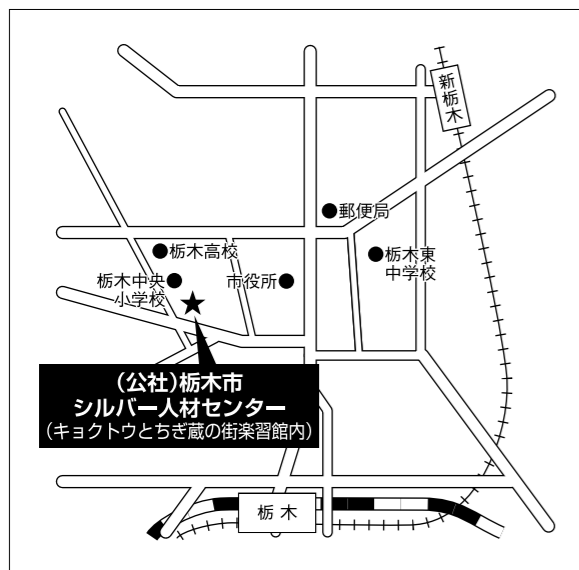 新栃木
郵便局
栃木高校
栃木東
中学校
栃木中央
小学校
市役所
(公社)栃木市
シルバー人材センター
(キョクトウとちぎ蔵の街楽習館内)
栃木